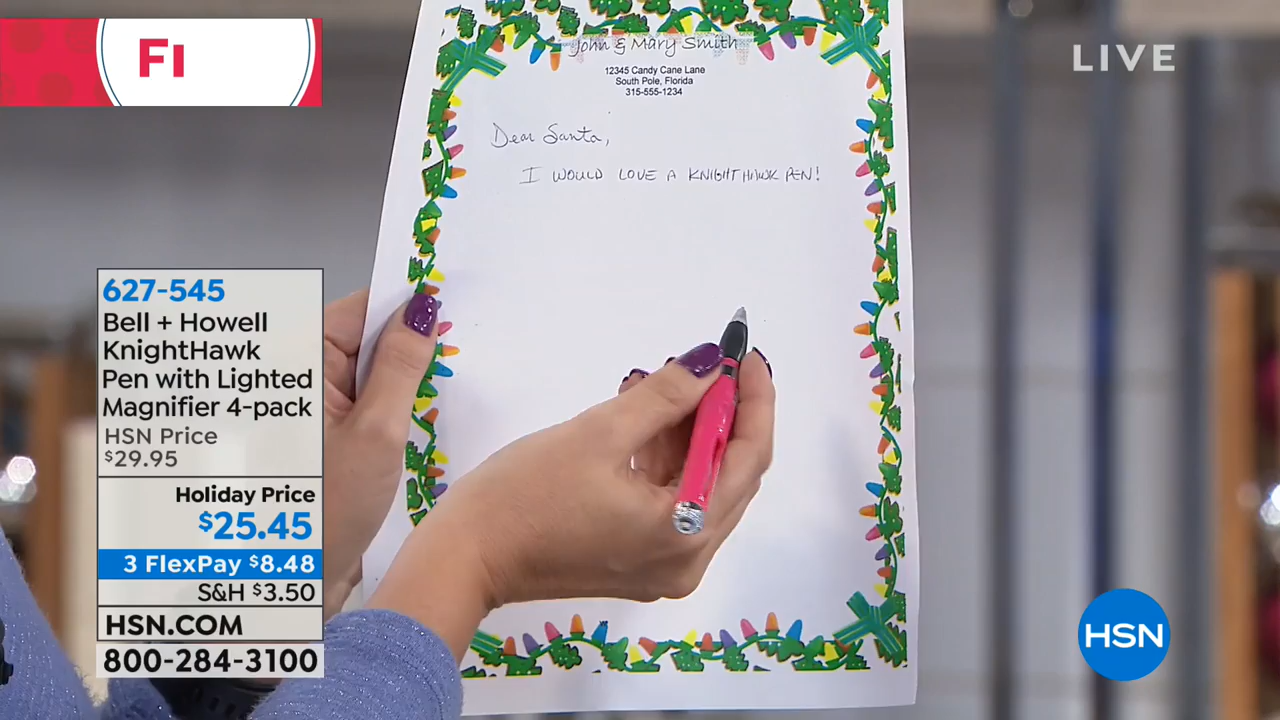 FI
LIVE
John & Mary Smith
12345 Candy Cane Lane
South Pole, Florida
315-555-1234
Dear Santa,
I WOULD LOVE A KNIGHTHAWK PEN!
627-545
Bell + Howell
KnightHawk
Pen with Lighted
Magnifier 4-pack
HSN Price
$29.95
Holiday Price
$25.45
3 FlexPay $8.48
S&H $3.50
HSN.COM
800-284-3100
HSN